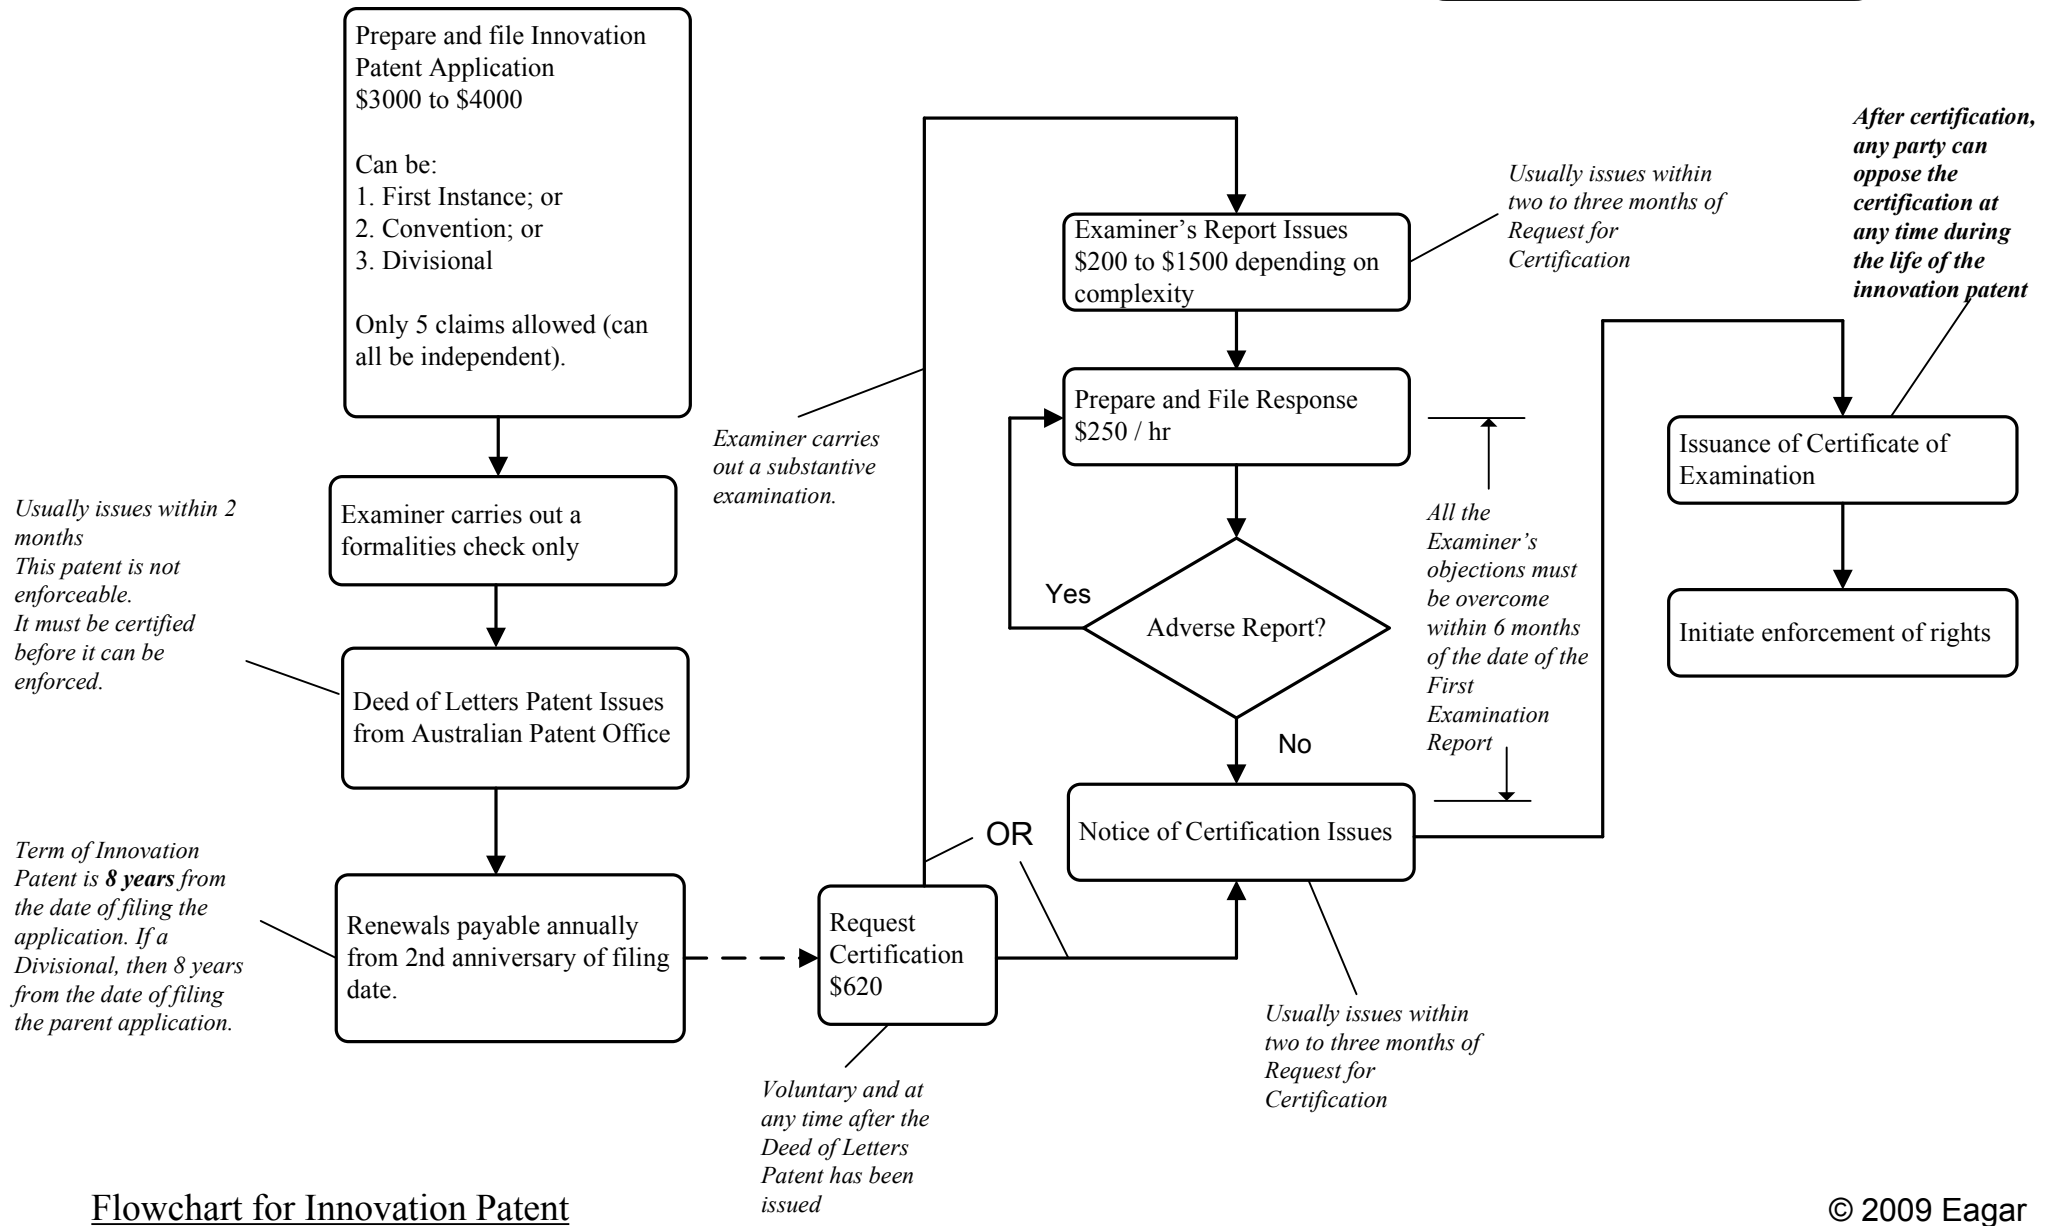 Prepare and file Innovation
Patent Application
$3000 to $4000
Can be:
1. First Instance; or
2. Convention; or
3. Divisional
Only 5 claims allowed (can
all be independent).
Examiner carries out a
formalities check only
Usually issues within 2
months
This patent is not
enforceable.
It must be certified
before it can be
enforced.
Deed of Letters Patent Issues
from Australian Patent Office
Term of Innovation
Patent is 8 years from
the date of filing the
application. If a
Divisional, then 8 years
from the date of filing
the parent application.
Renewals payable annually
from 2nd anniversary of filing
date.
Request
Certification
$620
Voluntary and at
any time after the
Deed of Letters
Patent has been
issued
OR
Examiner carries
out a substantive
examination.
Examiner's Report Issues
$200 to $1500 depending on
complexity
Usually issues within
two to three months of
Request for
Certification
Prepare and File Response
$250 / hr
Adverse Report?
Yes
No
All the
Examiner's
objections must
be overcome
within 6 months
of the date of the
First
Examination
Report
Notice of Certification Issues
Usually issues within
two to three months of
Request for
Certification
After certification,
any party can
oppose the
certification at
any time during
the life of the
innovation patent
Issuance of Certificate of
Examination
Initiate enforcement of rights
Flowchart for Innovation Patent
© 2009 Eagar